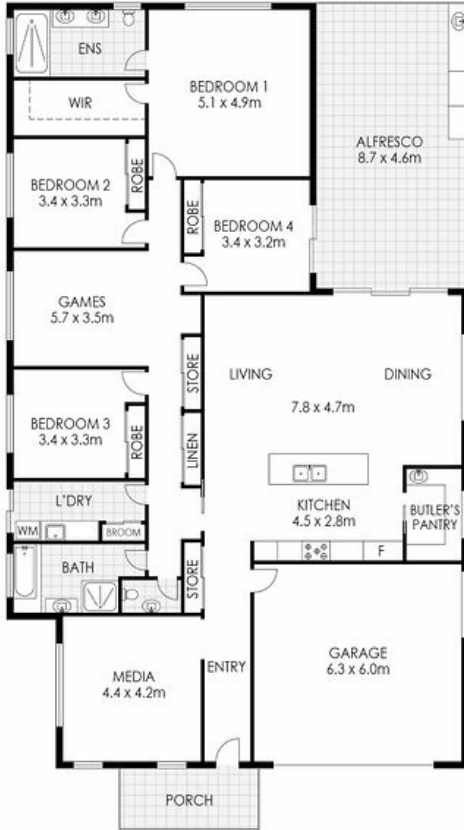 ENS
WIR
BEDROOM 1
5.1 x 4.9m
ALFRESCO
8.7 x 4.6m
BEDROOM 2
3.4 x 3.3m
ROBE
ROBE
BEDROOM 4
3.4 x 3.2m
GAMES
5.7 x 3.5m
STORE
LIVING
DINING
7.8 x 4.7m
BEDROOM 3
3.4 x 3.3m
ROBE
LINEN
L'DRY
WM
BROOM
KITCHEN
4.5 x 2.8m
BUTLER'S
PANTRY
F
BATH
STORE
MEDIA
4.4 x 4.2m
ENTRY
GARAGE
6.3 x 6.0m
PORCH